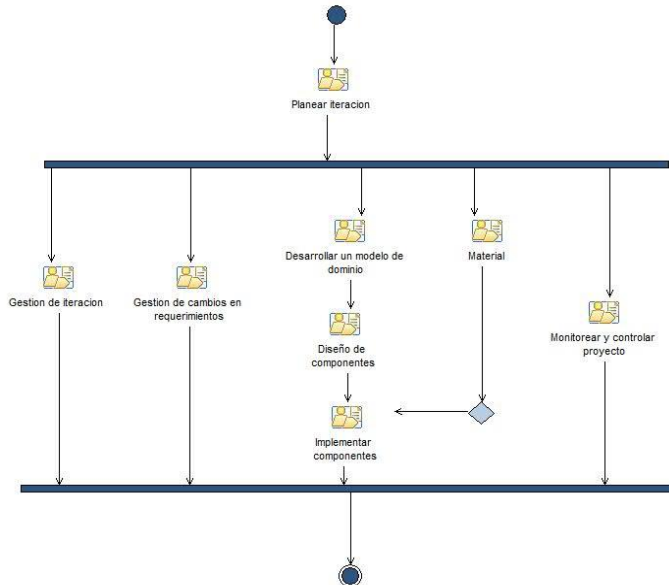 Planear iteracion
Desarrollar un modelo de
dominio
Material
Gestion de iteracion
Gestion de cambios en
requerimientos
Monitorear y controlar
proyecto
Diseño de
componentes
Implementar
componentes